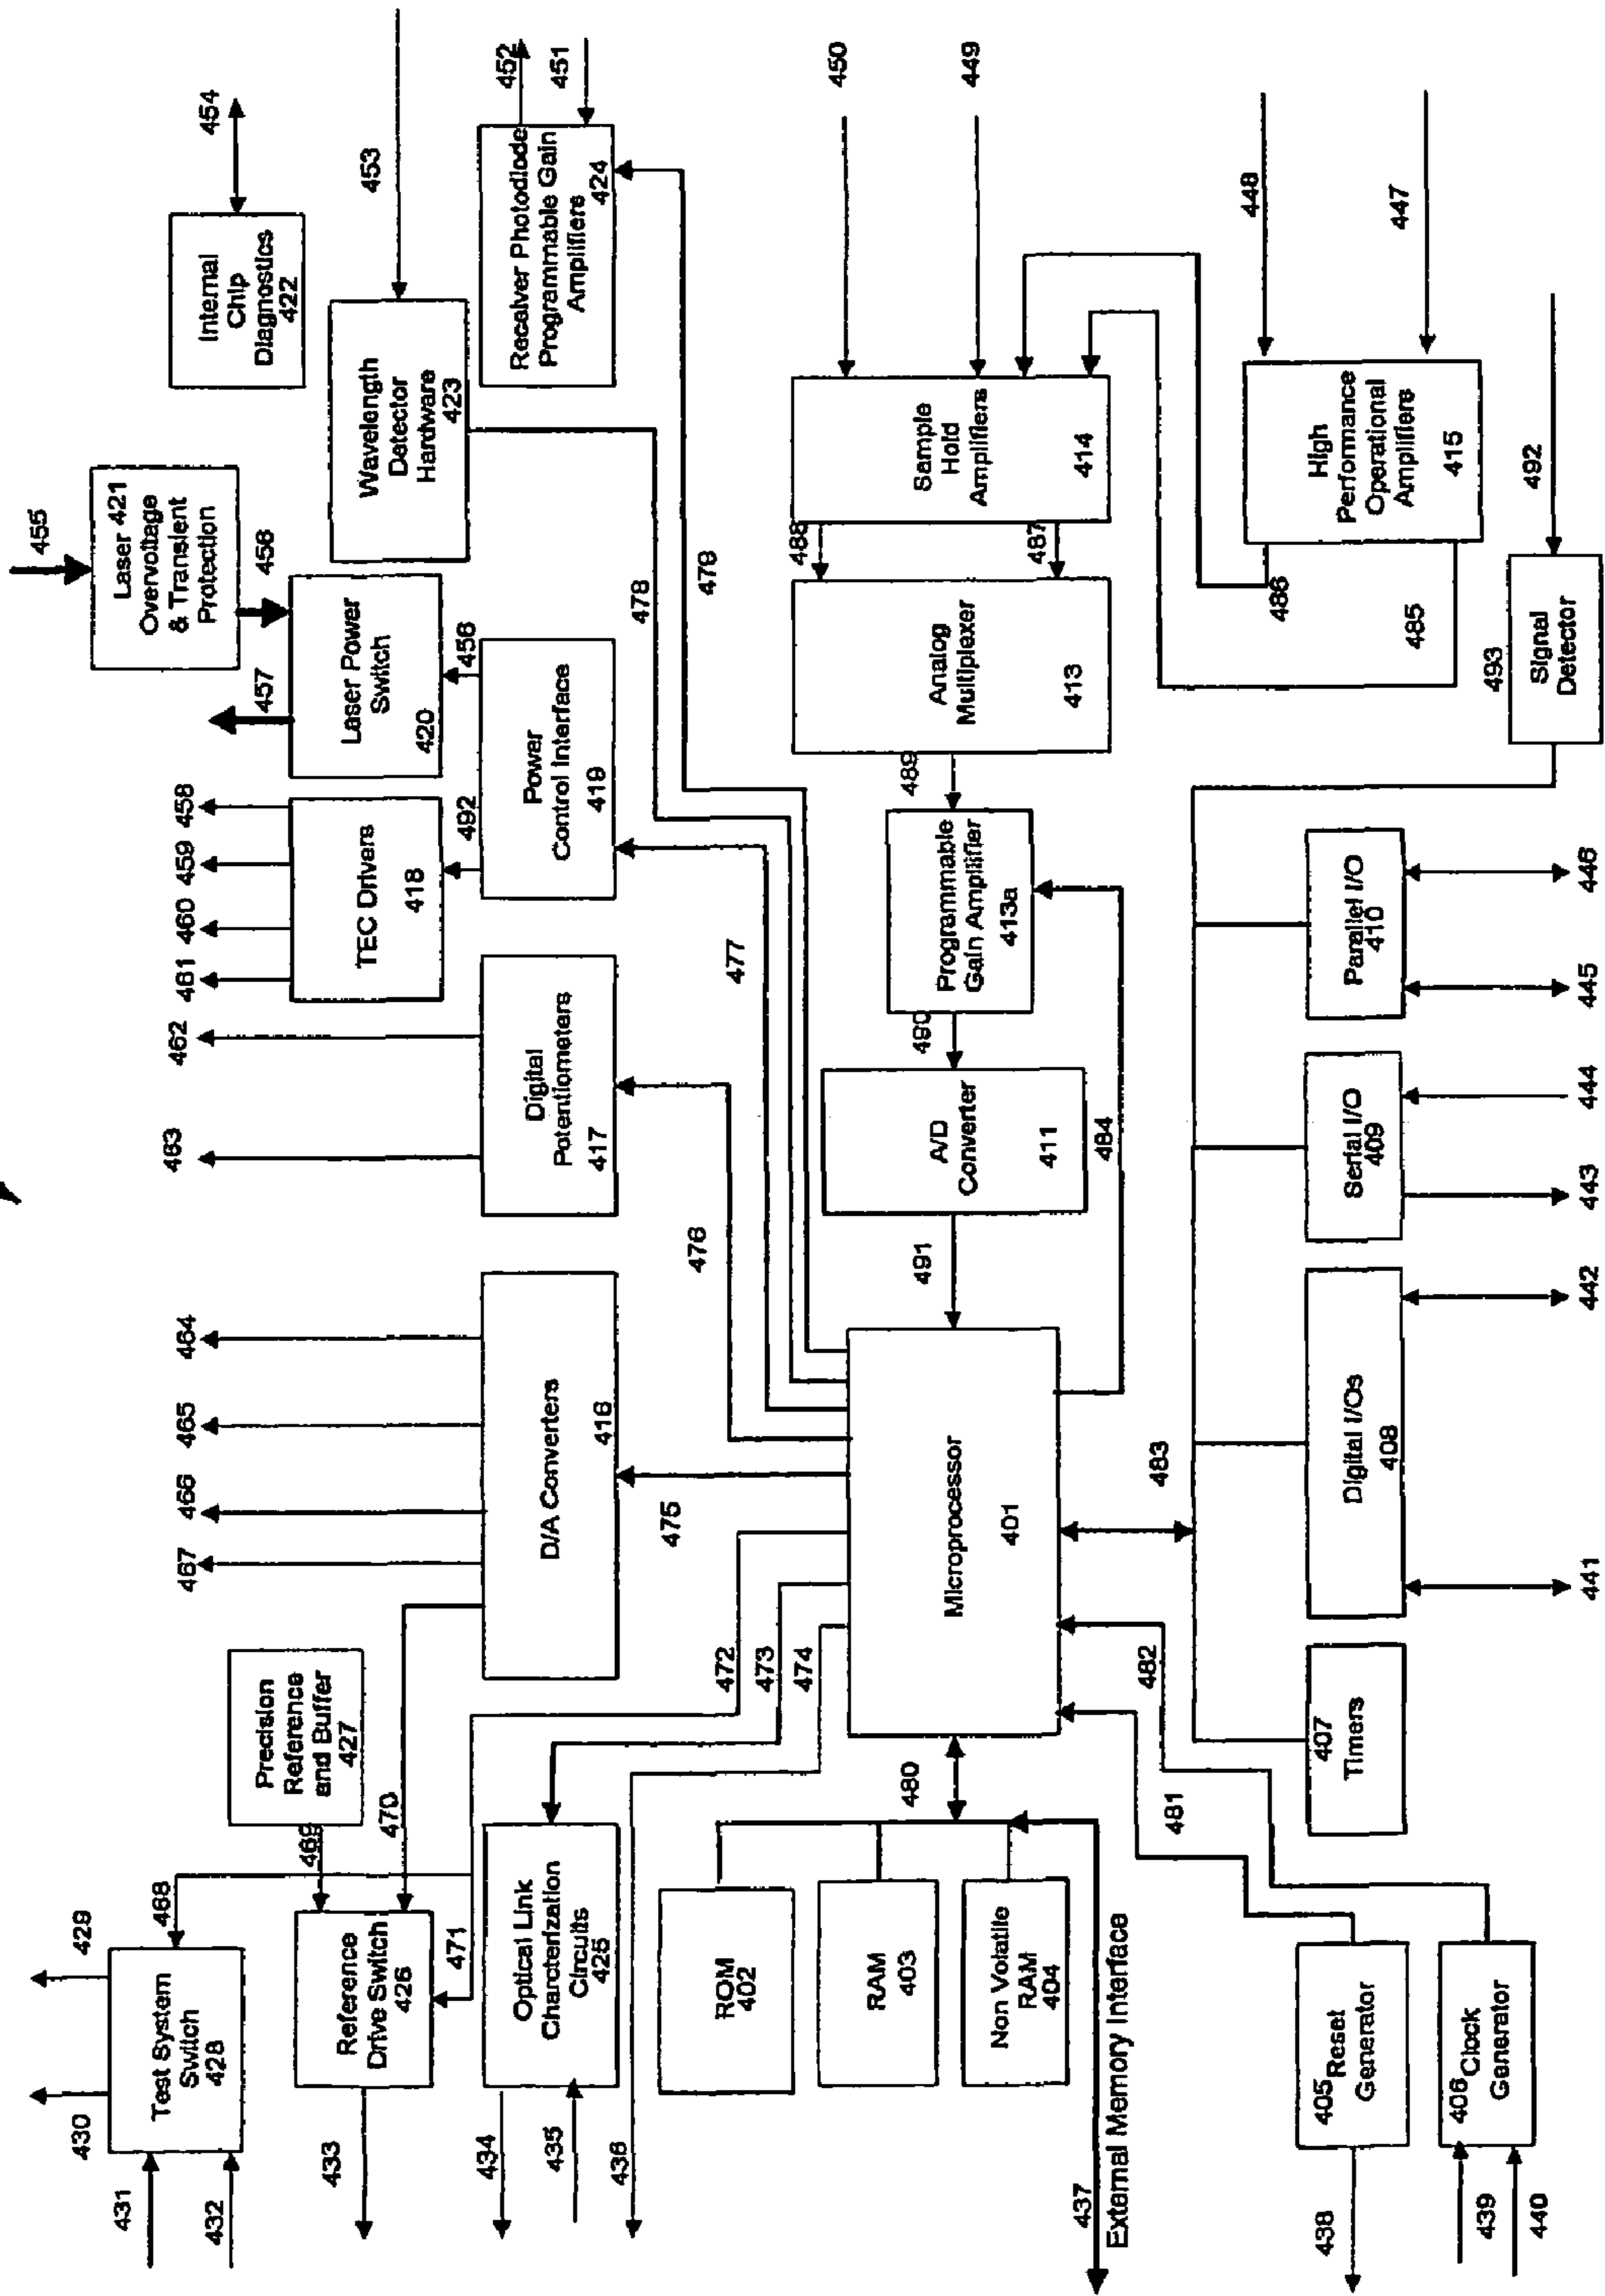 455
Laser 421
Overvoltage
& Transient
Protection
458
457
Laser Power
Switch
420
456
492
454
Internal
Chip
Diagnostics
422
453
Wavelength
Detector
Hardware
423
452
451
Receiver Photodiode
Programmable Gain
Amplifiers
424
429
430
431
432
Test System
Switch
428
468
Precision
Reference
and Buffer
427
469
470
433
Reference
Drive Switch
426
471
434
435
436
Optical Link
Charcterization
Circuits
425
467
466
465
464
D/A Converters
416
463
462
Digital
Potentiometers
417
461
460
459
458
TEC Drivers
418
Power
Control Interface
419
472
473
474
475
476
477
478
479
ROM
402
RAM
403
Non Volatile
RAM
404
480
437
External Memory Interface
Microprocessor
401
491
A/D
Converter
411
490
Programmable
Gain Amplifier
413a
489
Analog
Multiplexer
413
488
487
Sample
Hold
Amplifiers
414
450
449
484
481
482
483
486
485
High
Performance
Operational
Amplifiers
415
448
447
438
405 Reset
Generator
439
440
406 Clock
Generator
407
Timers
Digital I/Os
408
441
442
Serial I/O
409
443
444
Parallel I/O
410
445
446
493
Signal
Detector
492